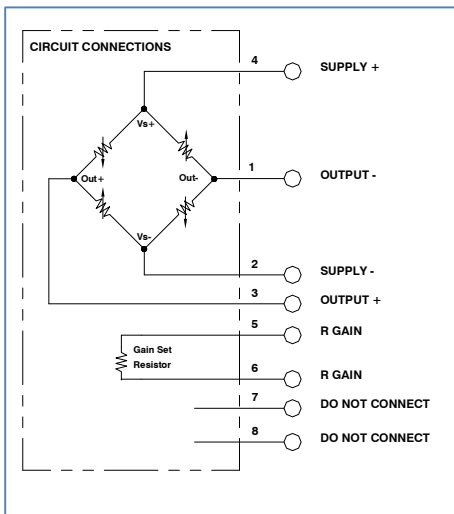 CIRCUIT CONNECTIONS
4
SUPPLY +
Vs+
Out+
Out-
1
OUTPUT -
Vs-
2
SUPPLY -
3
OUTPUT +
5
R GAIN
Gain Set
Resistor
6
R GAIN
7
DO NOT CONNECT
8
DO NOT CONNECT